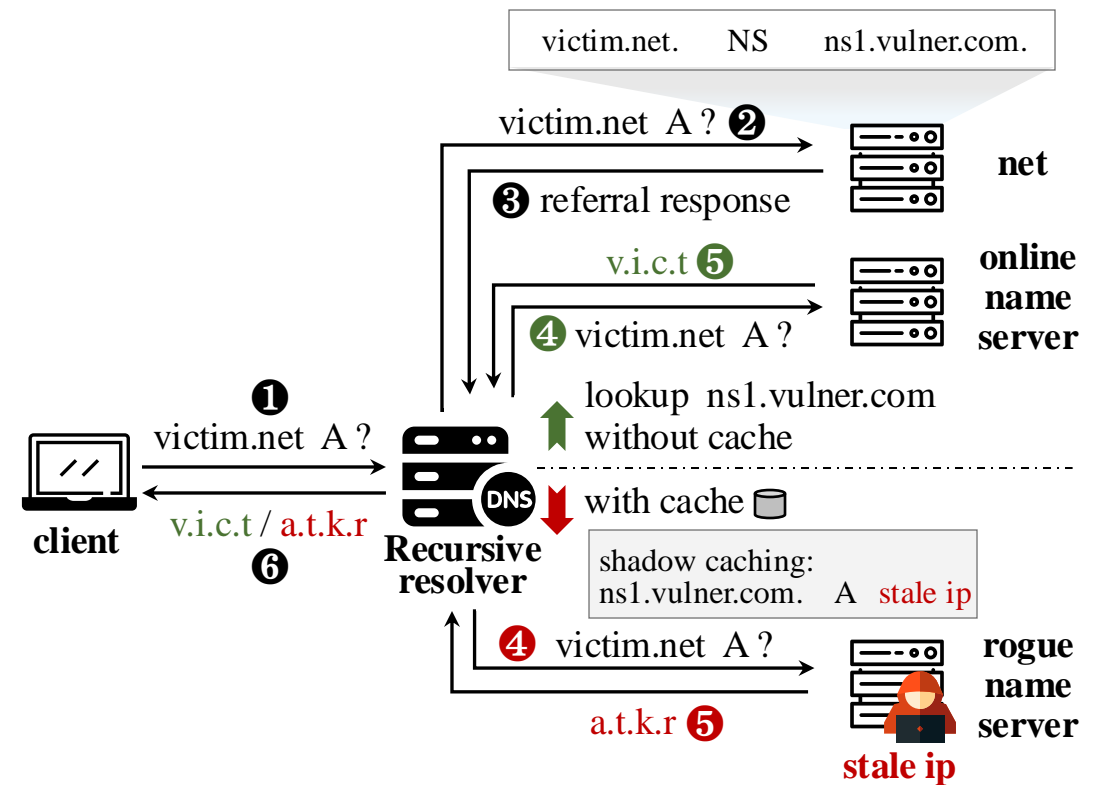 victim.net. NS ns1.vulner.com.
victim.net A ? ❷
net
❸ referral response
v.i.c.t ❺
online
name
server
❹ victim.net A ?
❶
victim.net A ?
lookup ns1.vulner.com
without cache
DNS
with cache
client
v.i.c.t / a.t.k.r
❻
Recursive
resolver
shadow caching:
ns1.vulner.com. A stale ip
❹ victim.net A ?
a.t.k.r ❺
rogue
name
server
stale ip